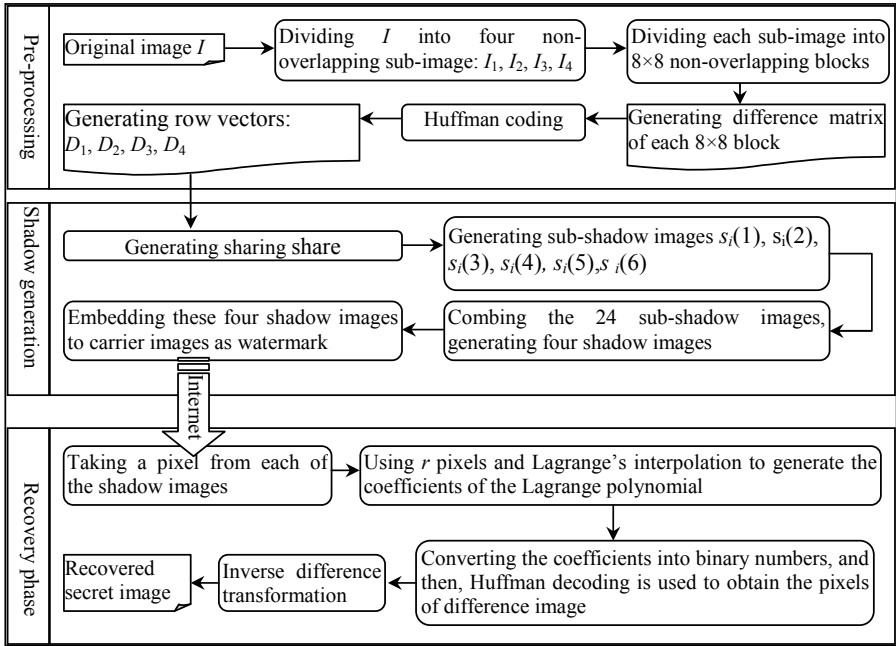 Pre-processing
Original image I
Dividing I into four non-
overlapping sub-image: I1, I2, I3, I4
Dividing each sub-image into
8×8 non-overlapping blocks
Generating difference matrix
of each 8×8 block
Huffman coding
Generating row vectors:
D1, D2, D3, D4
Shadow generation
Generating sharing share
Generating sub-shadow images si(1), si(2),
si(3), si(4), si(5),s i(6)
Combing the 24 sub-shadow images,
generating four shadow images
Embedding these four shadow images
to carrier images as watermark
Internet
Recovery phase
Taking a pixel from each of
the shadow images
Using r pixels and Lagrange’s interpolation to generate the
coefficients of the Lagrange polynomial
Converting the coefficients into binary numbers, and
then, Huffman decoding is used to obtain the pixels
of difference image
Inverse difference
transformation
Recovered
secret image